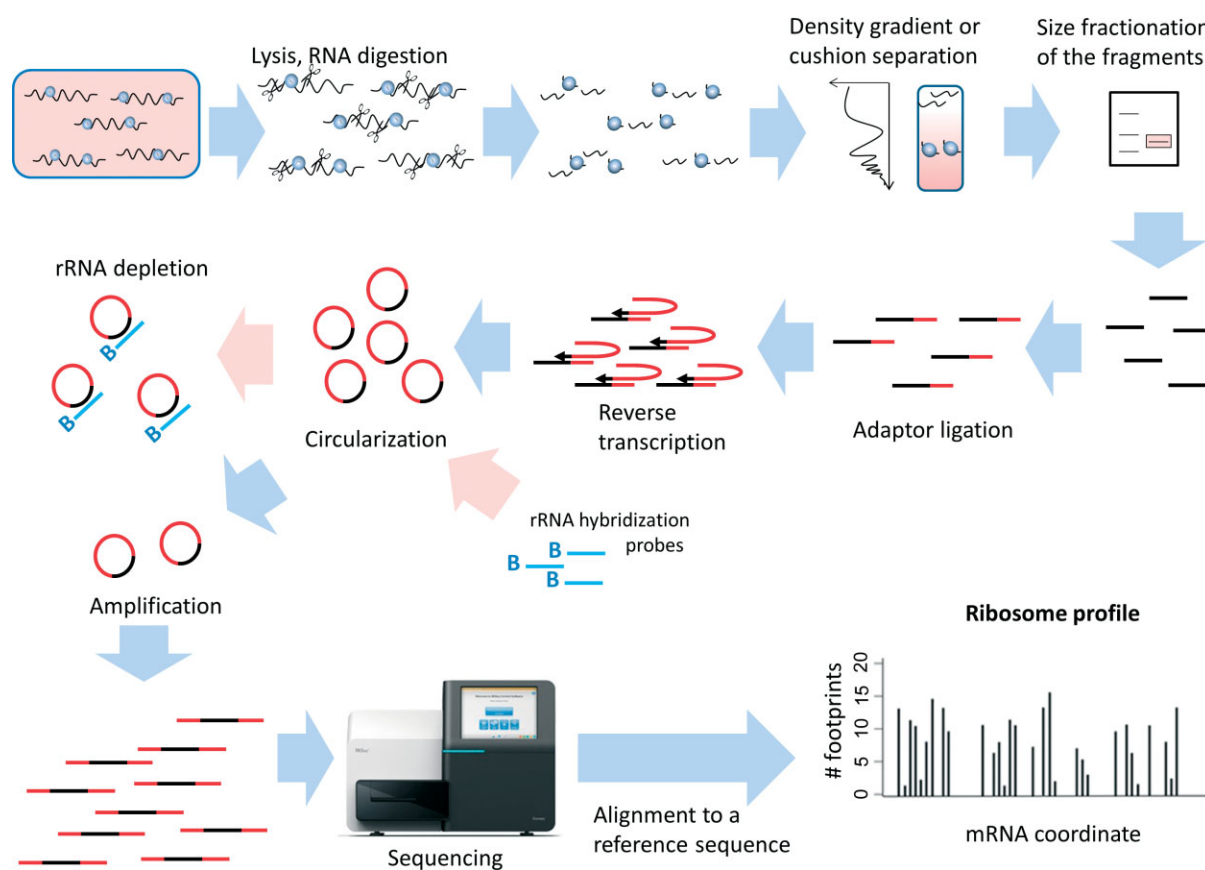 Lysis, RNA digestion
Density gradient or
cushion separation
Size fractionation
of the fragments
rRNA depletion
B
B
B
Circularization
Reverse
transcription
Adaptor ligation
rRNA hybridization
probes
B
B
B
Amplification
Sequencing
Alignment to a
reference sequence
Ribosome profile
# footprints
20
15
10
5
0
mRNA coordinate